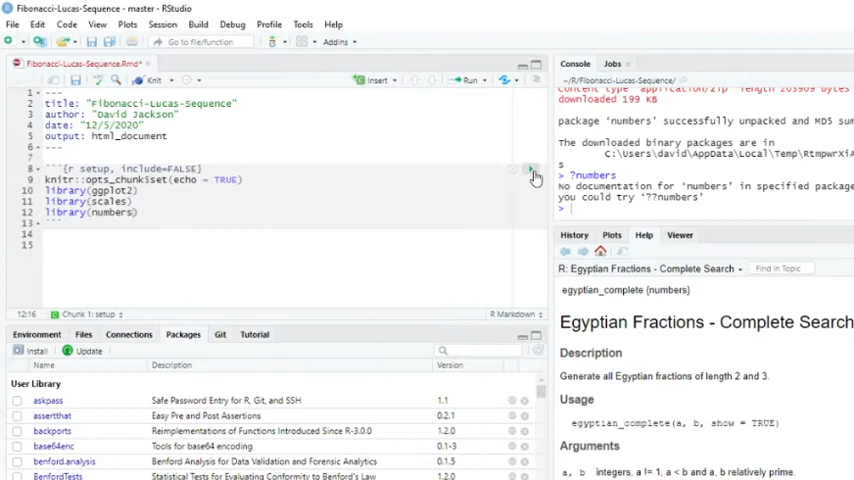 Fibonacci-Lucas-Sequence - master - RStudio
File Edit Code View Plots Session Build Debug Profile Tools Help
Go to file/function Addins
Fibonacci-Lucas-Sequence.Rmd*
Knit Insert Run
1 ---
2 title: "Fibonacci-Lucas-Sequence"
3 author: "David Jackson"
4 date: "12/5/2020"
5 output: html_document
6 ---
7
8 ```{r setup, include=FALSE}
9 knitr::opts_chunk$set(echo = TRUE)
10 library(ggplot2)
11 library(scales)
12 library(numbers)
13 ```
14
15
12:16 Chunk 1: setup R Markdown
Console Jobs
~/R/Fibonacci-Lucas-Sequence/
Content type 'application/zip' length 203909 bytes
downloaded 199 KB
package 'numbers' successfully unpacked and MD5 sum
The downloaded binary packages are in
C:\Users\david\AppData\Local\Temp\RtmpwrXiA
s
> ?numbers
No documentation for 'numbers' in specified package
you could try '??numbers'
>
Environment Files Connections Packages Git Tutorial
Install Update
Name Description Version
User Library
askpass Safe Password Entry for R, Git, and SSH 1.1
assertthat Easy Pre and Post Assertions 0.2.1
backports Reimplementations of Functions Introduced Since R-3.0.0 1.2.0
base64enc Tools for base64 encoding 0.1-3
benford.analysis Benford Analysis for Data Validation and Forensic Analytics 0.1.5
BenfordTests Statistical Tests for Evaluating Conformity to Benford's Law 1.2.0
History Plots Help Viewer
R: Egyptian Fractions - Complete Search Find in Topic
egyptian_complete {numbers}
Egyptian Fractions - Complete Search
Description
Generate all Egyptian fractions of length 2 and 3.
Usage
egyptian_complete(a, b, show = TRUE)
Arguments
a, b integers, a != 1, a < b and a, b relatively prime.